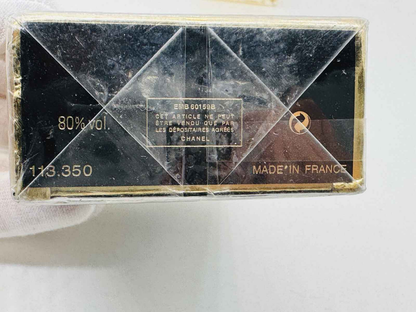 80% vol.
EMB 60159B
CET ARTICLE NE PEUT
ÊTRE VENDU QUE PAR
LES DÉPOSITAIRES AGRÉÉS
CHANEL
113.350
MADE IN FRANCE